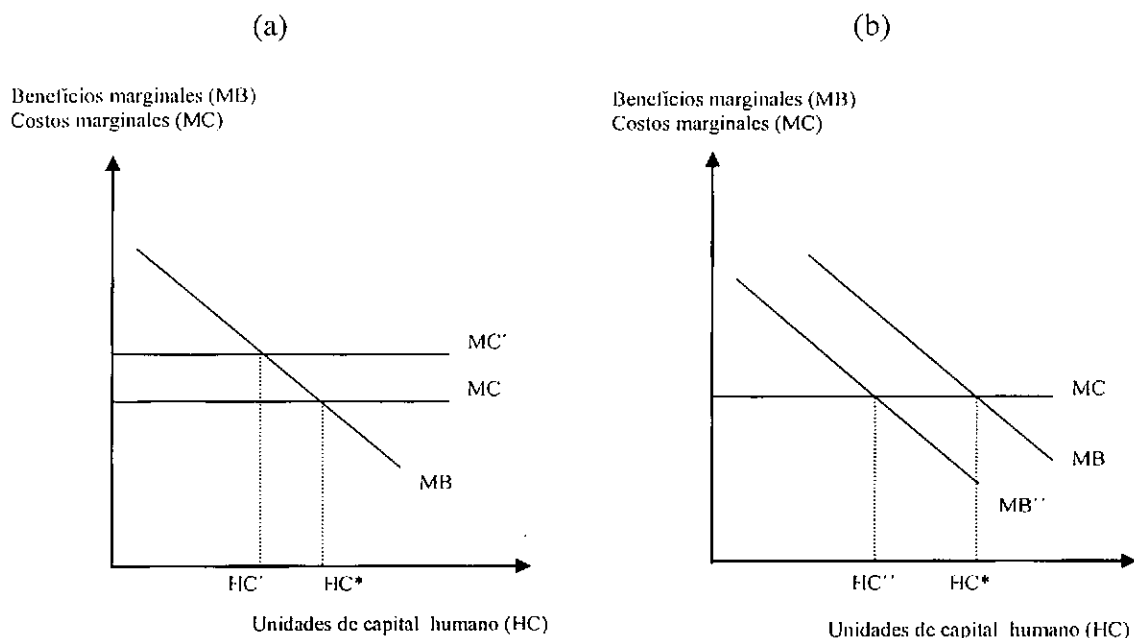 (a)
Beneficios marginales (MB)
Costos marginales (MC)
MC´
MC
MB
HC´
HC*
Unidades de capital humano (HC)
(b)
Beneficios marginales (MB)
Costos marginales (MC)
MC
MB
MB´´
HC´´
HC*
Unidades de capital humano (HC)